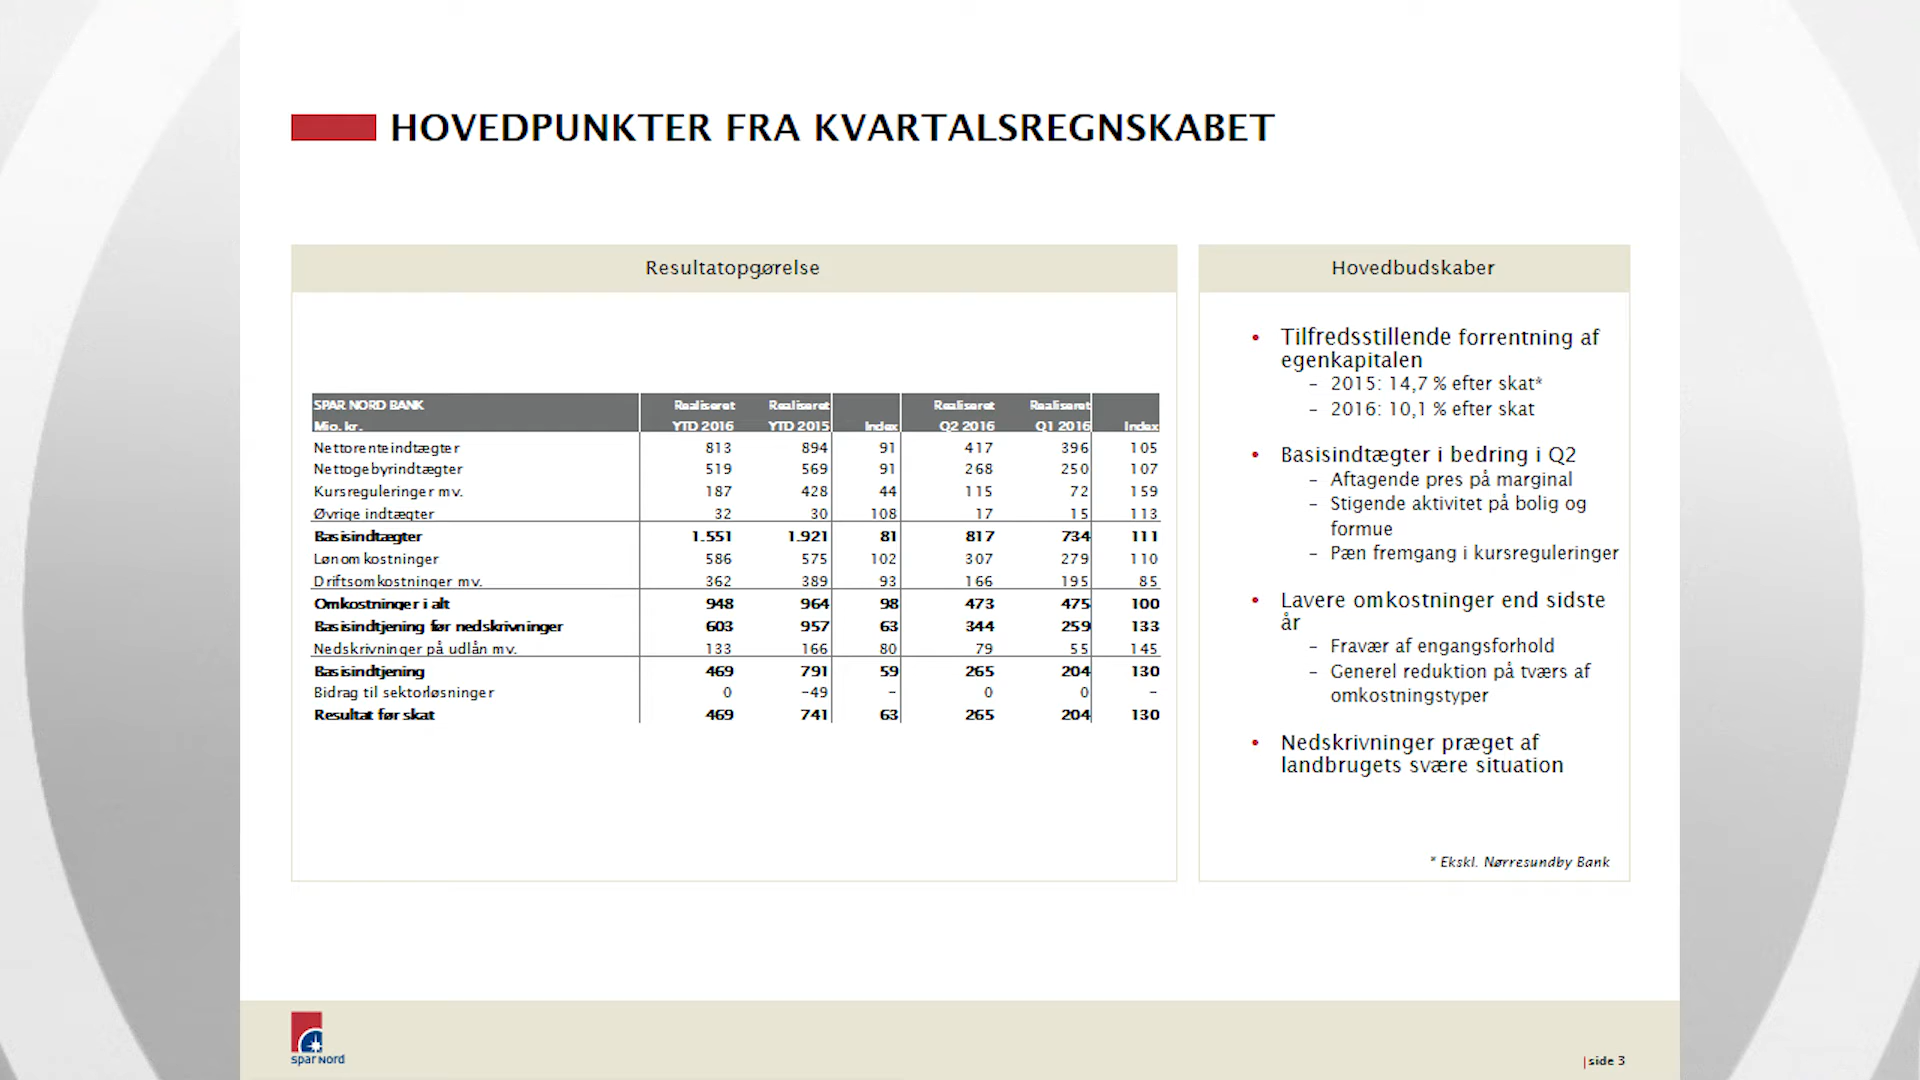 HOVEDPUNKTER FRA KVARTALSREGNSKABET
Resultatopgørelse
SPAR NORD BANK Realiseret Realiseret Realiseret Realiseret
Mio. kr. YTD 2016 YTD 2015 Index Q2 2016 Q1 2016 Index
Nettorenteindtægter 813 894 91 417 396 105
Nettogebyrindtægter 519 569 91 268 250 107
Kursreguleringer mv. 187 428 44 115 72 159
Øvrige indtægter 32 30 108 17 15 113
Basisindtægter 1.551 1.921 81 817 734 111
Lønomkostninger 586 575 102 307 279 110
Driftsomkostninger mv. 362 389 93 166 195 85
Omkostninger i alt 948 964 98 473 475 100
Basisindtjening før nedskrivninger 603 957 63 344 259 133
Nedskrivninger på udlån mv. 133 166 80 79 55 145
Basisindtjening 469 791 59 265 204 130
Bidrag til sektorløsninger 0 -49 - 0 0 -
Resultat før skat 469 741 63 265 204 130
Hovedbudskaber
• Tilfredsstillende forrentning af
egenkapitalen
– 2015: 14,7 % efter skat*
– 2016: 10,1 % efter skat
• Basisindtægter i bedring i Q2
– Aftagende pres på marginal
– Stigende aktivitet på bolig og
formue
– Pæn fremgang i kursreguleringer
• Lavere omkostninger end sidste
år
– Fravær af engangsforhold
– Generel reduktion på tværs af
omkostningstyper
• Nedskrivninger præget af
landbrugets svære situation
* Ekskl. Nørresundby Bank
spar nord
|side 3